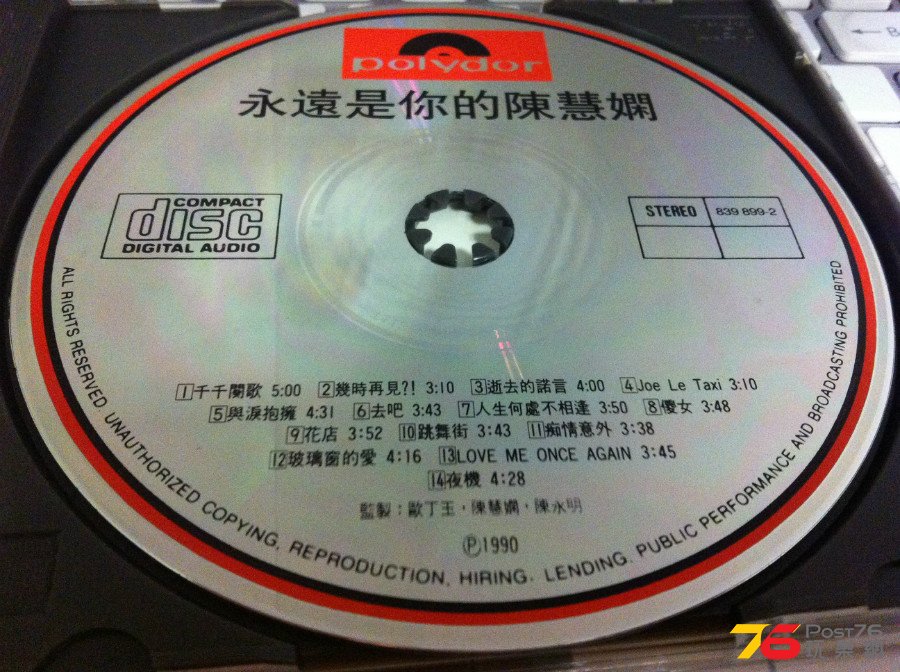 polydor
永遠是你的陳慧嫻
COMPACT
disc
DIGITAL AUDIO
STEREO 839 899-2
1千千闋歌 5:00 2幾時再見?! 3:10 3逝去的諾言 4:00 4Joe Le Taxi 3:10
5與淚抱擁 4:31 6去吧 3:43 7人生何處不相逢 3:50 8傻女 3:48
9花店 3:52 10跳舞街 3:43 11痴情意外 3:38
12玻璃窗的愛 4:16 13LOVE ME ONCE AGAIN 3:45
14夜機 4:28
監製:歐丁玉,陳慧嫻,陳永明
Ⓟ1990
ALL RIGHTS RESERVED. UNAUTHORIZED COPYING, REPRODUCTION, HIRING, LENDING, PUBLIC PERFORMANCE AND BROADCASTING PROHIBITED
76 Post76
玩樂網